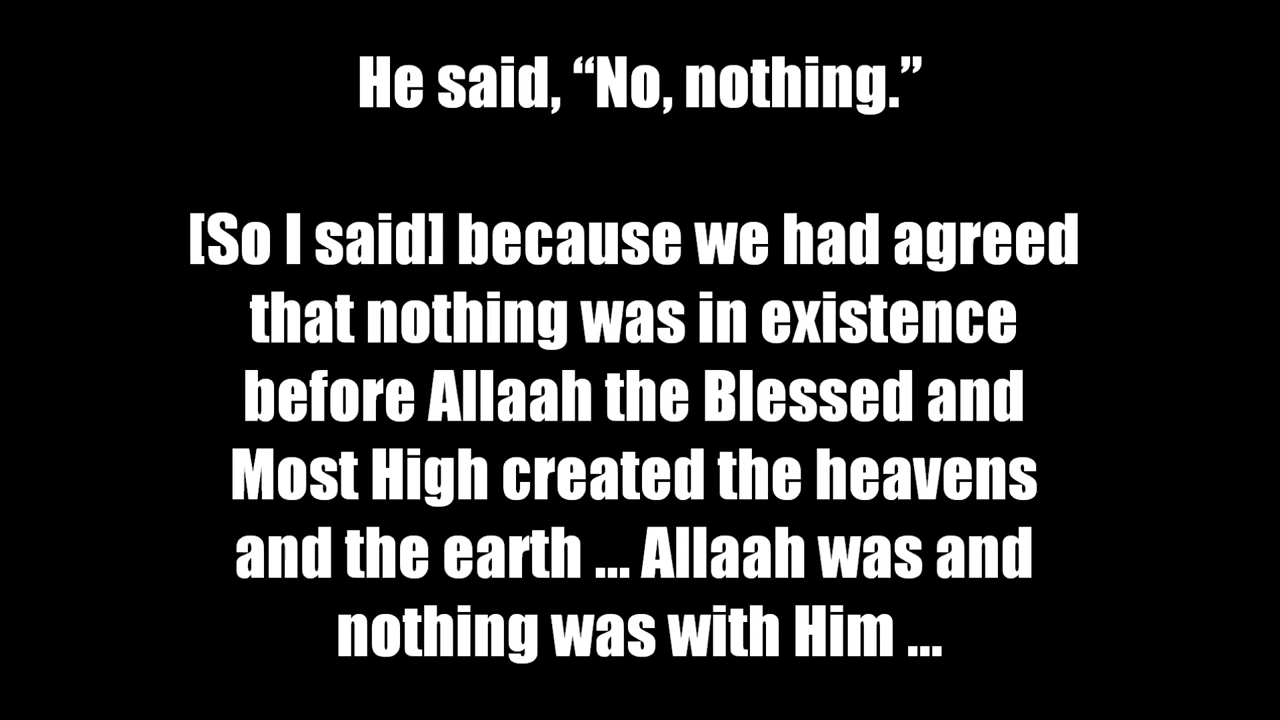 He said, “No, nothing.”
[So I said] because we had agreed
that nothing was in existence
before Allaah the Blessed and
Most High created the heavens
and the earth ... Allaah was and
nothing was with Him ...